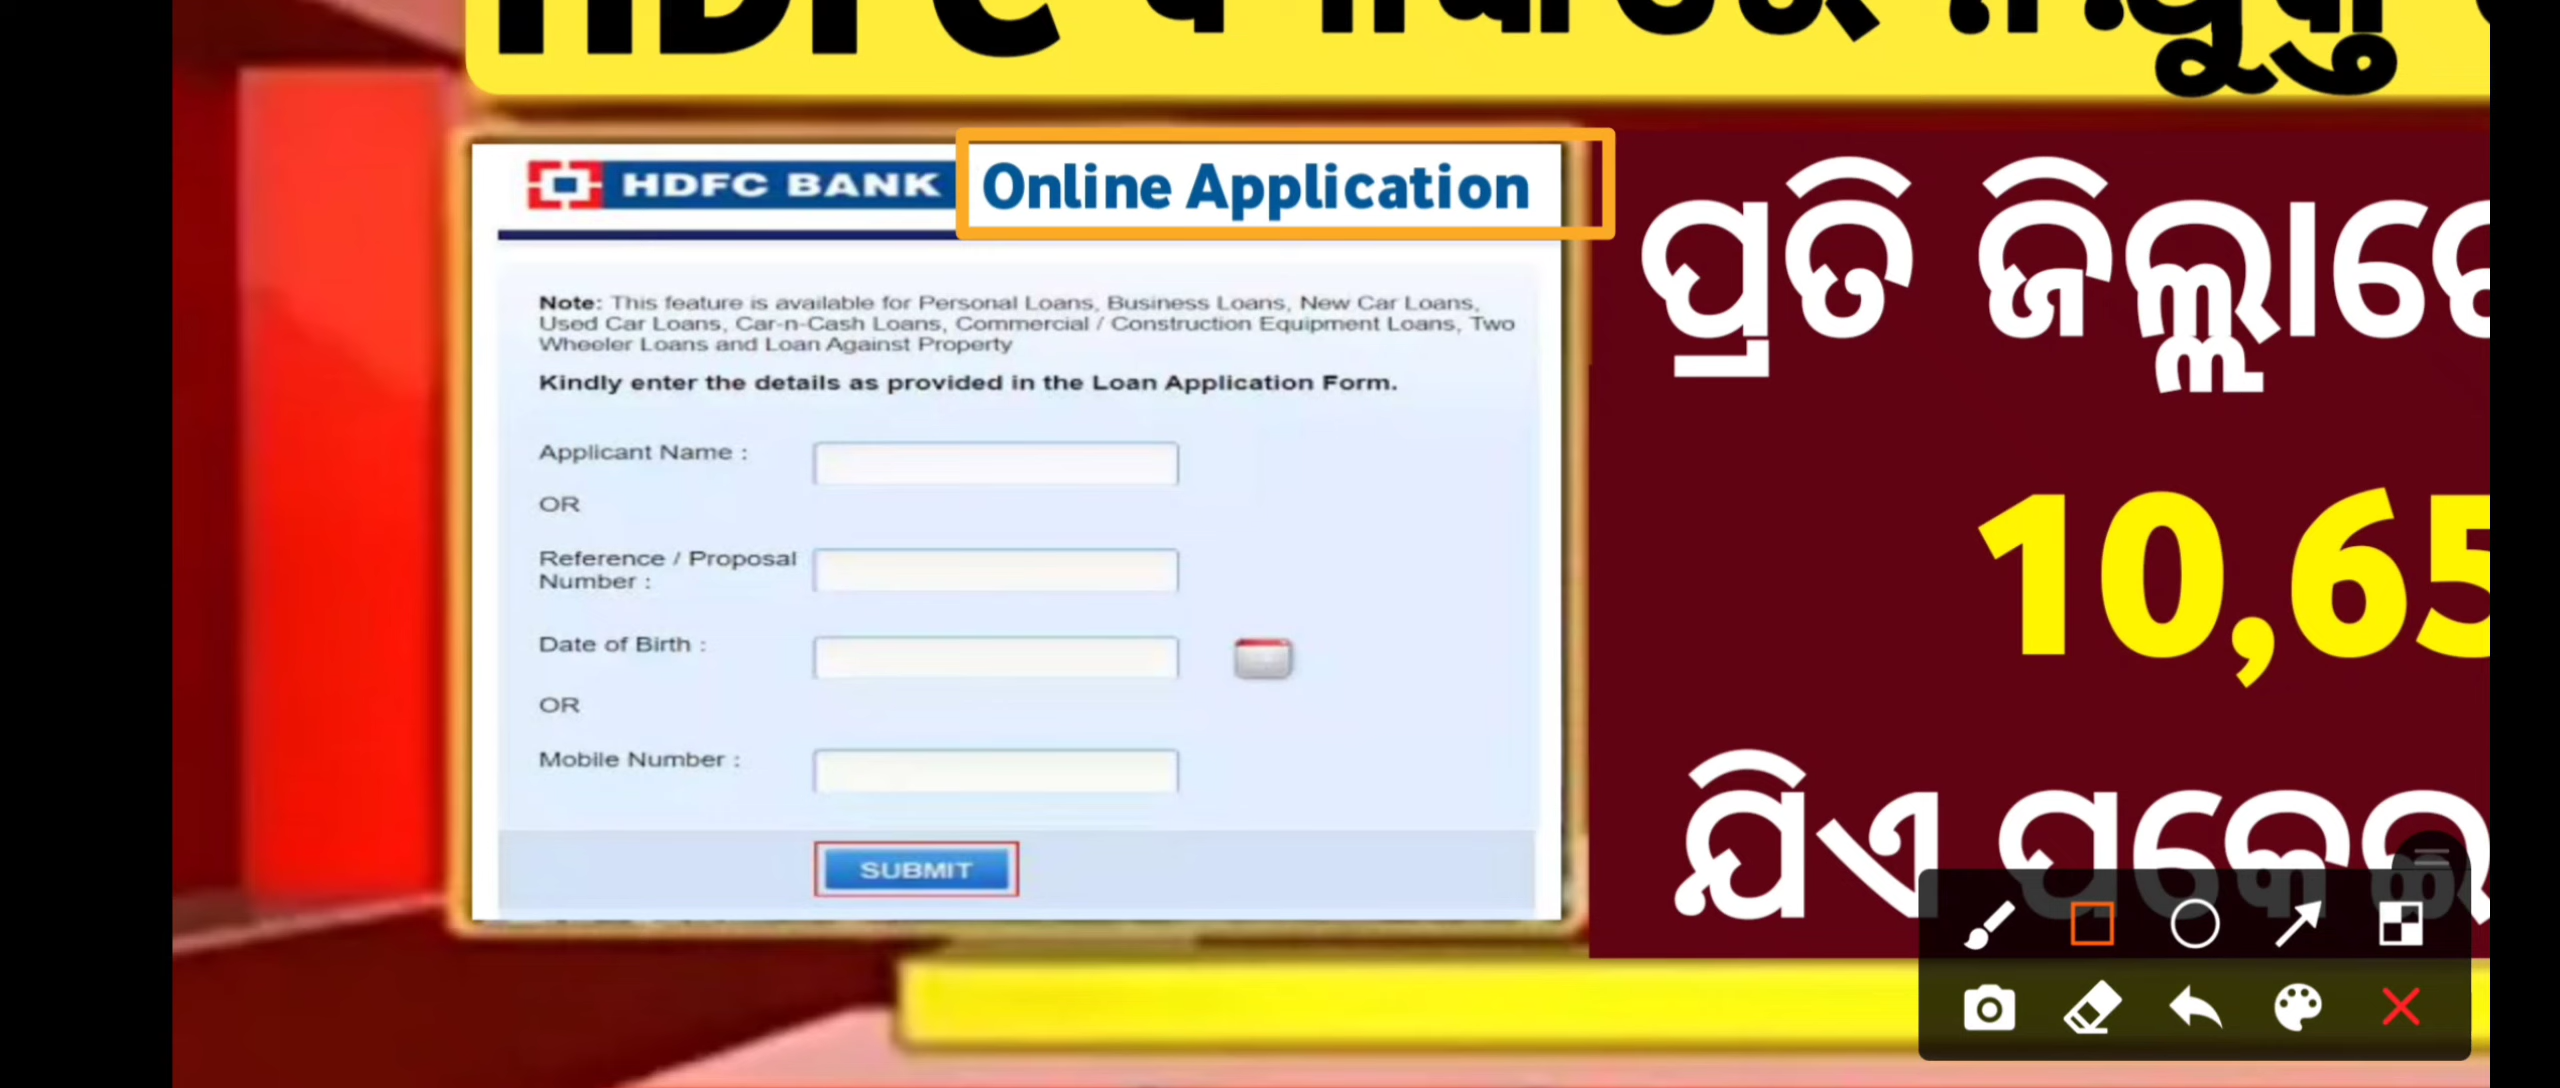 HDFC
HDFC BANK Online Application
Note: This feature is available for Personal Loans, Business Loans, New Car Loans,
Used Car Loans, Car-n-Cash Loans, Commercial / Construction Equipment Loans, Two
Wheeler Loans and Loan Against Property
Kindly enter the details as provided in the Loan Application Form.
Applicant Name :
OR
Reference / Proposal
Number :
Date of Birth :
OR
Mobile Number :
SUBMIT
ପ୍ରତି
10,65
ଯିଏ